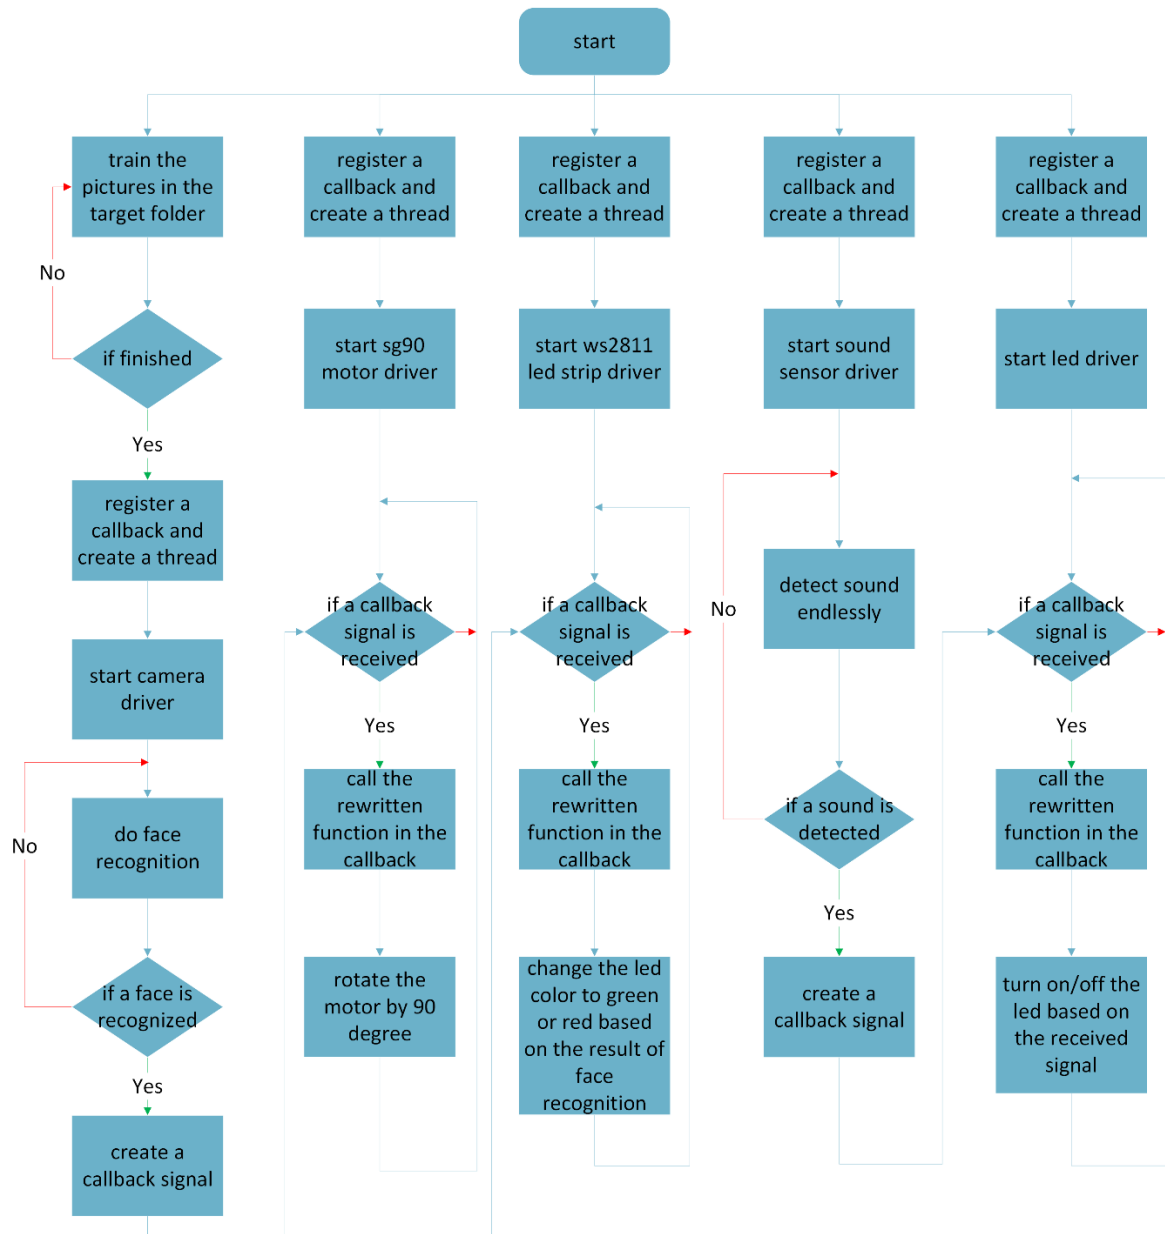 start
train the
pictures in the
target folder
register a
callback and
create a thread
register a
callback and
create a thread
register a
callback and
create a thread
register a
callback and
create a thread
No
if finished
start sg90
motor driver
start ws2811
led strip driver
start sound
sensor driver
start led driver
Yes
register a
callback and
create a thread
if a callback
signal is
received
if a callback
signal is
received
detect sound
endlessly
No
if a callback
signal is
received
start camera
driver
Yes
Yes
Yes
call the
rewritten
function in the
callback
call the
rewritten
function in the
callback
if a sound is
detected
call the
rewritten
function in the
callback
No
do face
recognition
Yes
if a face is
recognized
rotate the
motor by 90
degree
change the led
color to green
or red based
on the result of
face
recognition
create a
callback signal
turn on/off the
led based on
the received
signal
Yes
create a
callback signal